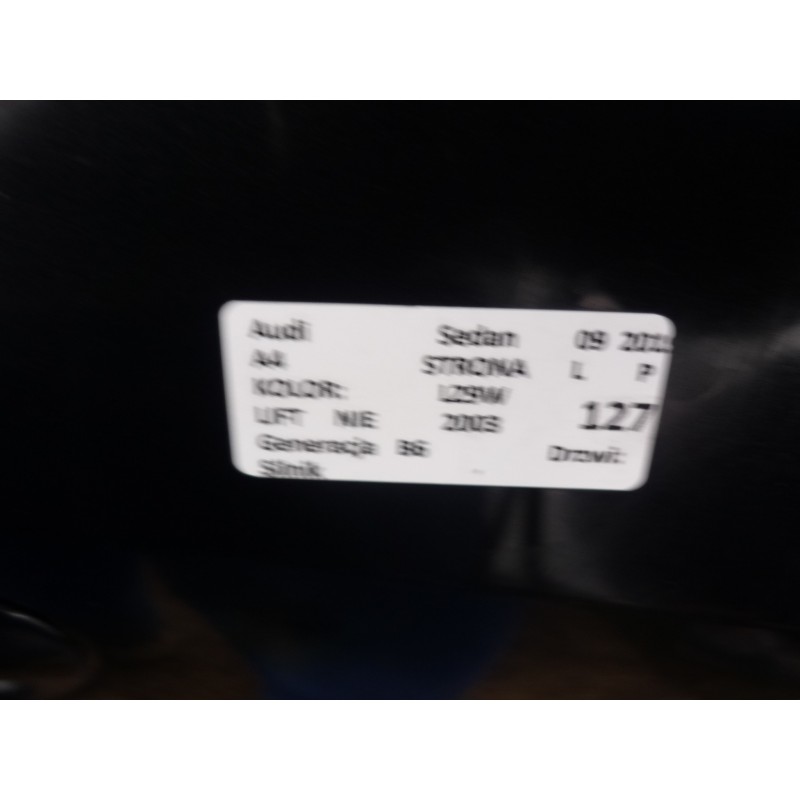 Audi Sedan 09
A4 STRONA L P
KOLOR: LZ9W
LIFT NIE 2003 127
Generacja B6 Drzwi:
Silnik